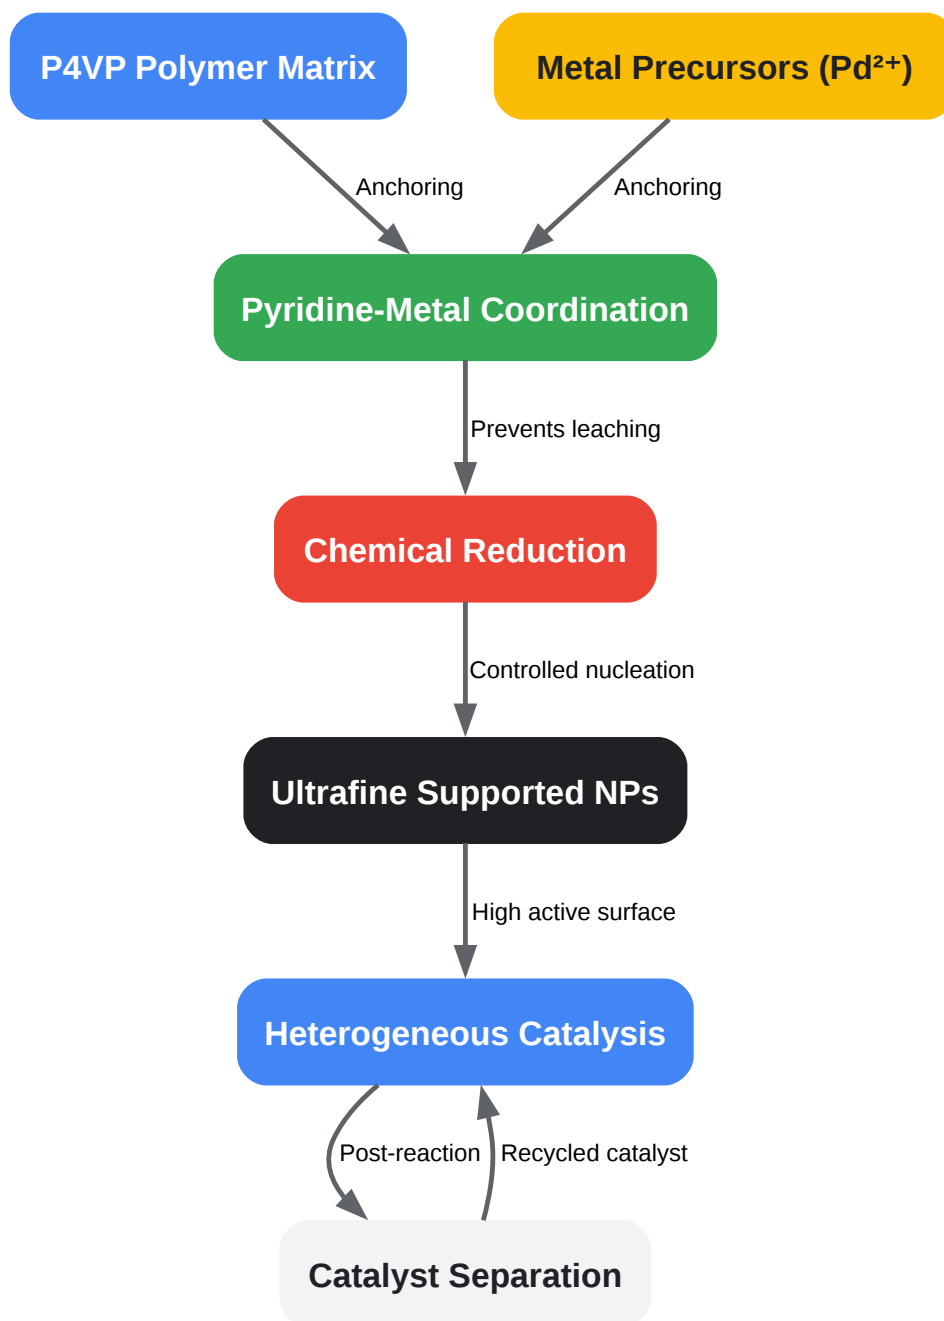 P4VP Polymer Matrix
Metal Precursors (Pd²⁺)
Anchoring
Anchoring
Pyridine-Metal Coordination
Prevents leaching
Chemical Reduction
Controlled nucleation
Ultrafine Supported NPs
High active surface
Heterogeneous Catalysis
Post-reaction
Recycled catalyst
Catalyst Separation